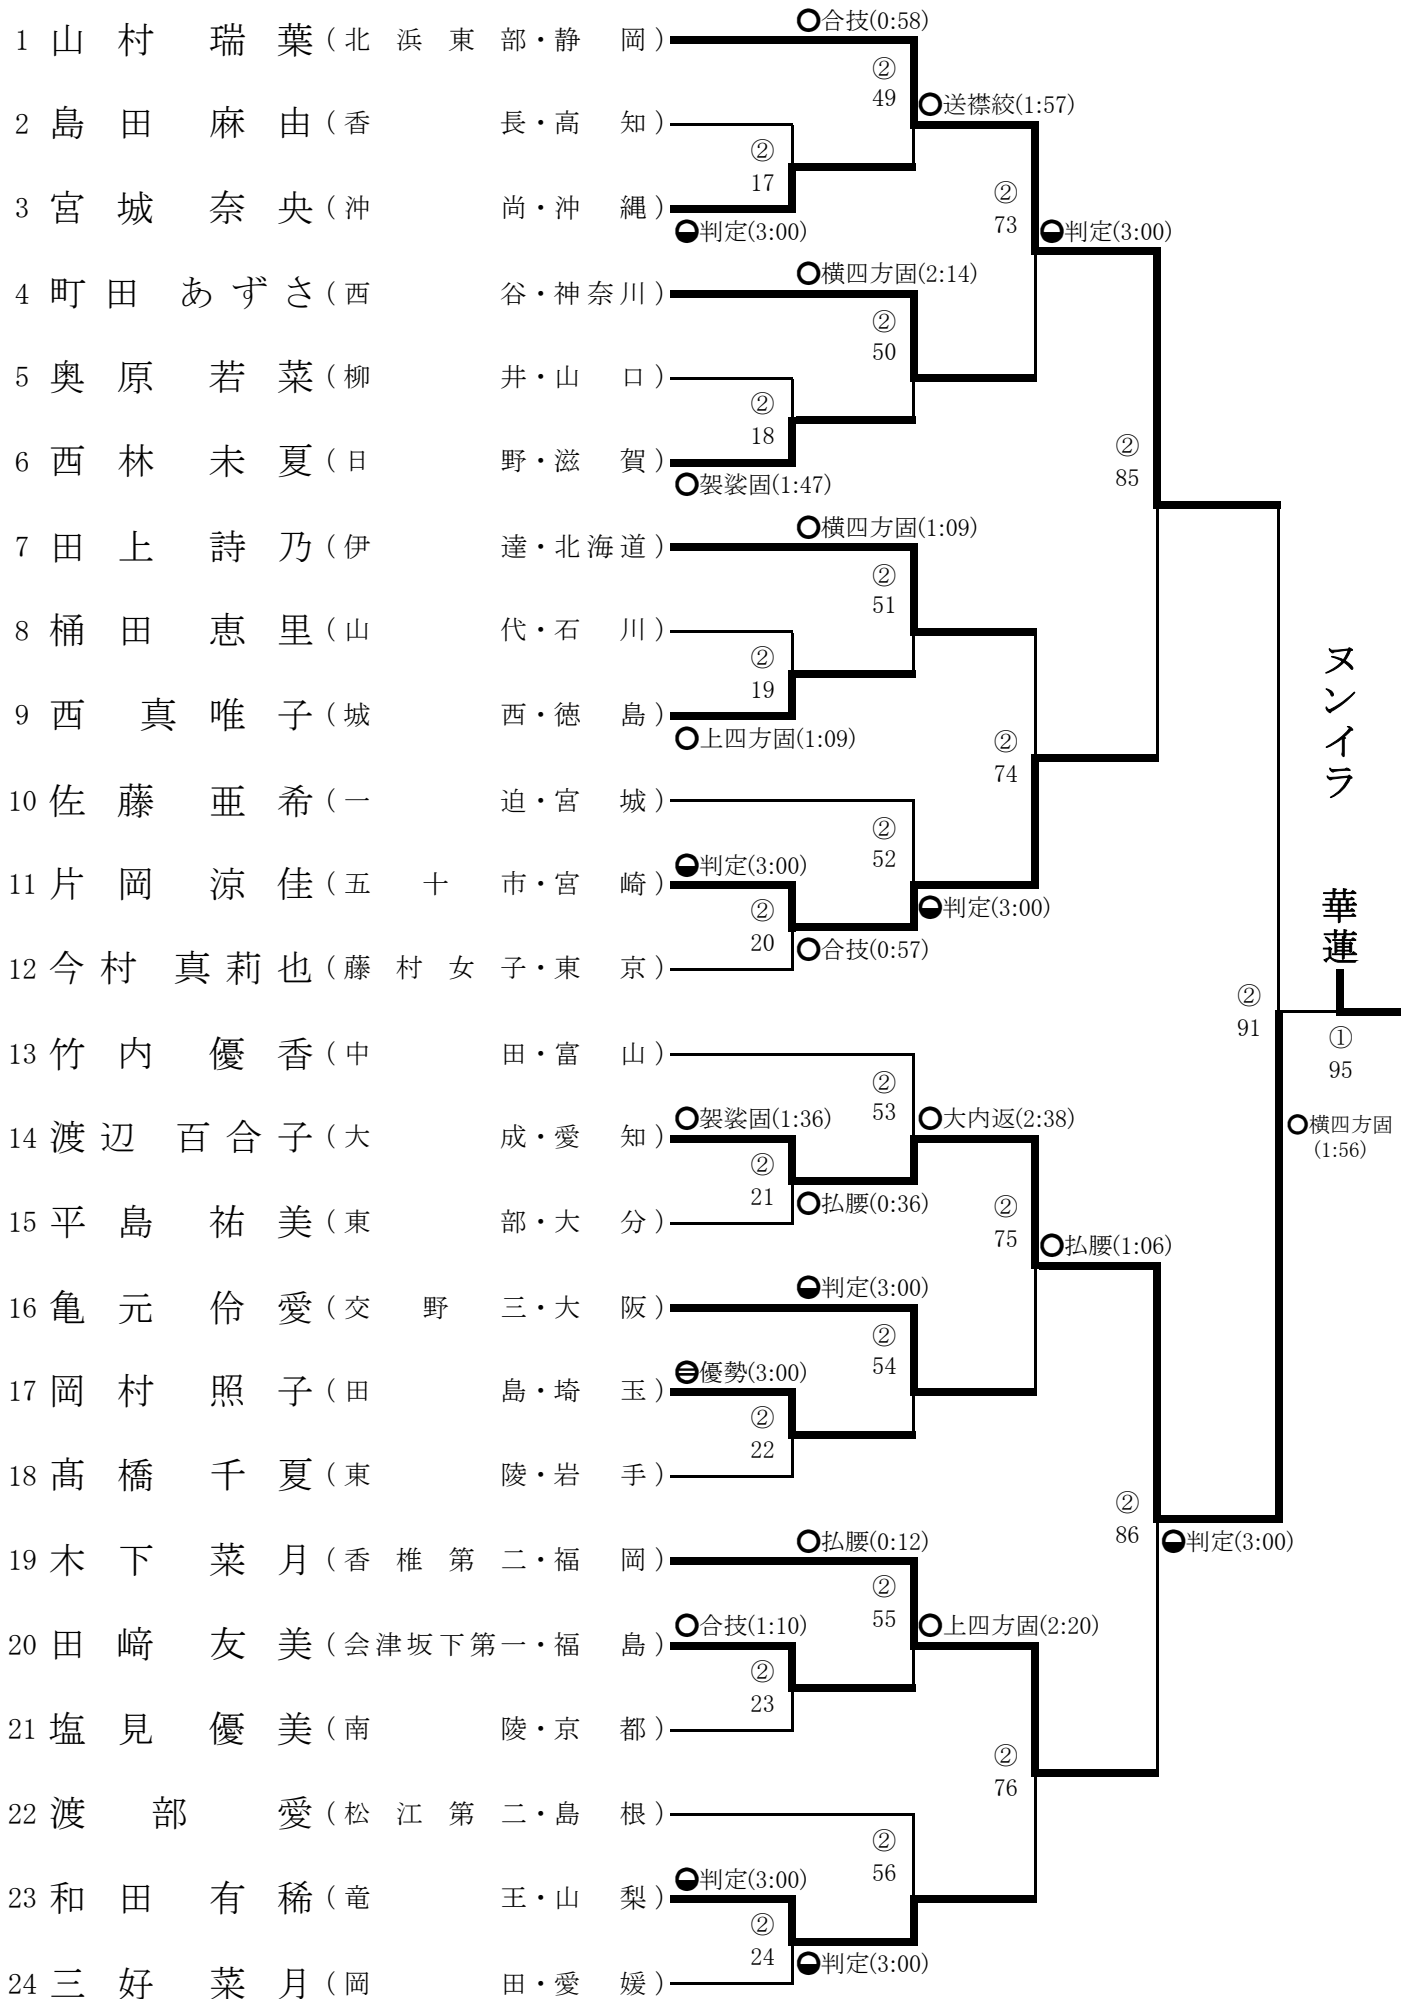 1 山村 瑞葉 (北浜東部・静岡) ○合技(0:58)
② 49 ○送襟絞(1:57)
2 島田 麻由 (香長・高知)
② 17
3 宮城 奈央 (沖尚・沖縄) 判定(3:00)
② 73 判定(3:00)
4 町田 あずさ (西谷・神奈川) ○横四方固(2:14)
② 50
5 奥原 若菜 (柳井・山口)
② 18
6 西林 未夏 (日野・滋賀) ○袈裟固(1:47)
② 85
7 田上 詩乃 (伊達・北海道) ○横四方固(1:09)
② 51
8 桶田 恵里 (山代・石川)
② 19
9 西 真唯子 (城西・徳島) ○上四方固(1:09)
② 74
10 佐藤 亜希 (一迫・宮城)
② 52
11 片岡 涼佳 (五十市・宮崎) 判定(3:00)
② 20 判定(3:00)
12 今村 真莉也 (藤村女子・東京) ○合技(0:57)
ヌンイラ 華蓮
② 91
① 95
○横四方固
(1:56)
13 竹内 優香 (中田・富山)
② 53 ○大内返(2:38)
14 渡辺 百合子 (大成・愛知) ○袈裟固(1:36)
② 21 ○払腰(0:36)
15 平島 祐美 (東部・大分)
② 75 ○払腰(1:06)
16 亀元 伶愛 (交野三・大阪) 判定(3:00)
② 54
17 岡村 照子 (田島・埼玉) 優勢(3:00)
② 22
18 髙橋 千夏 (東陵・岩手)
② 86 判定(3:00)
19 木下 菜月 (香椎第二・福岡) ○払腰(0:12)
② 55 ○上四方固(2:20)
20 田﨑 友美 (会津坂下第一・福島) ○合技(1:10)
② 23
21 塩見 優美 (南陵・京都)
② 76
22 渡部 愛 (松江第二・島根)
② 56
23 和田 有稀 (竜王・山梨) 判定(3:00)
② 24 判定(3:00)
24 三好 菜月 (岡田・愛媛)